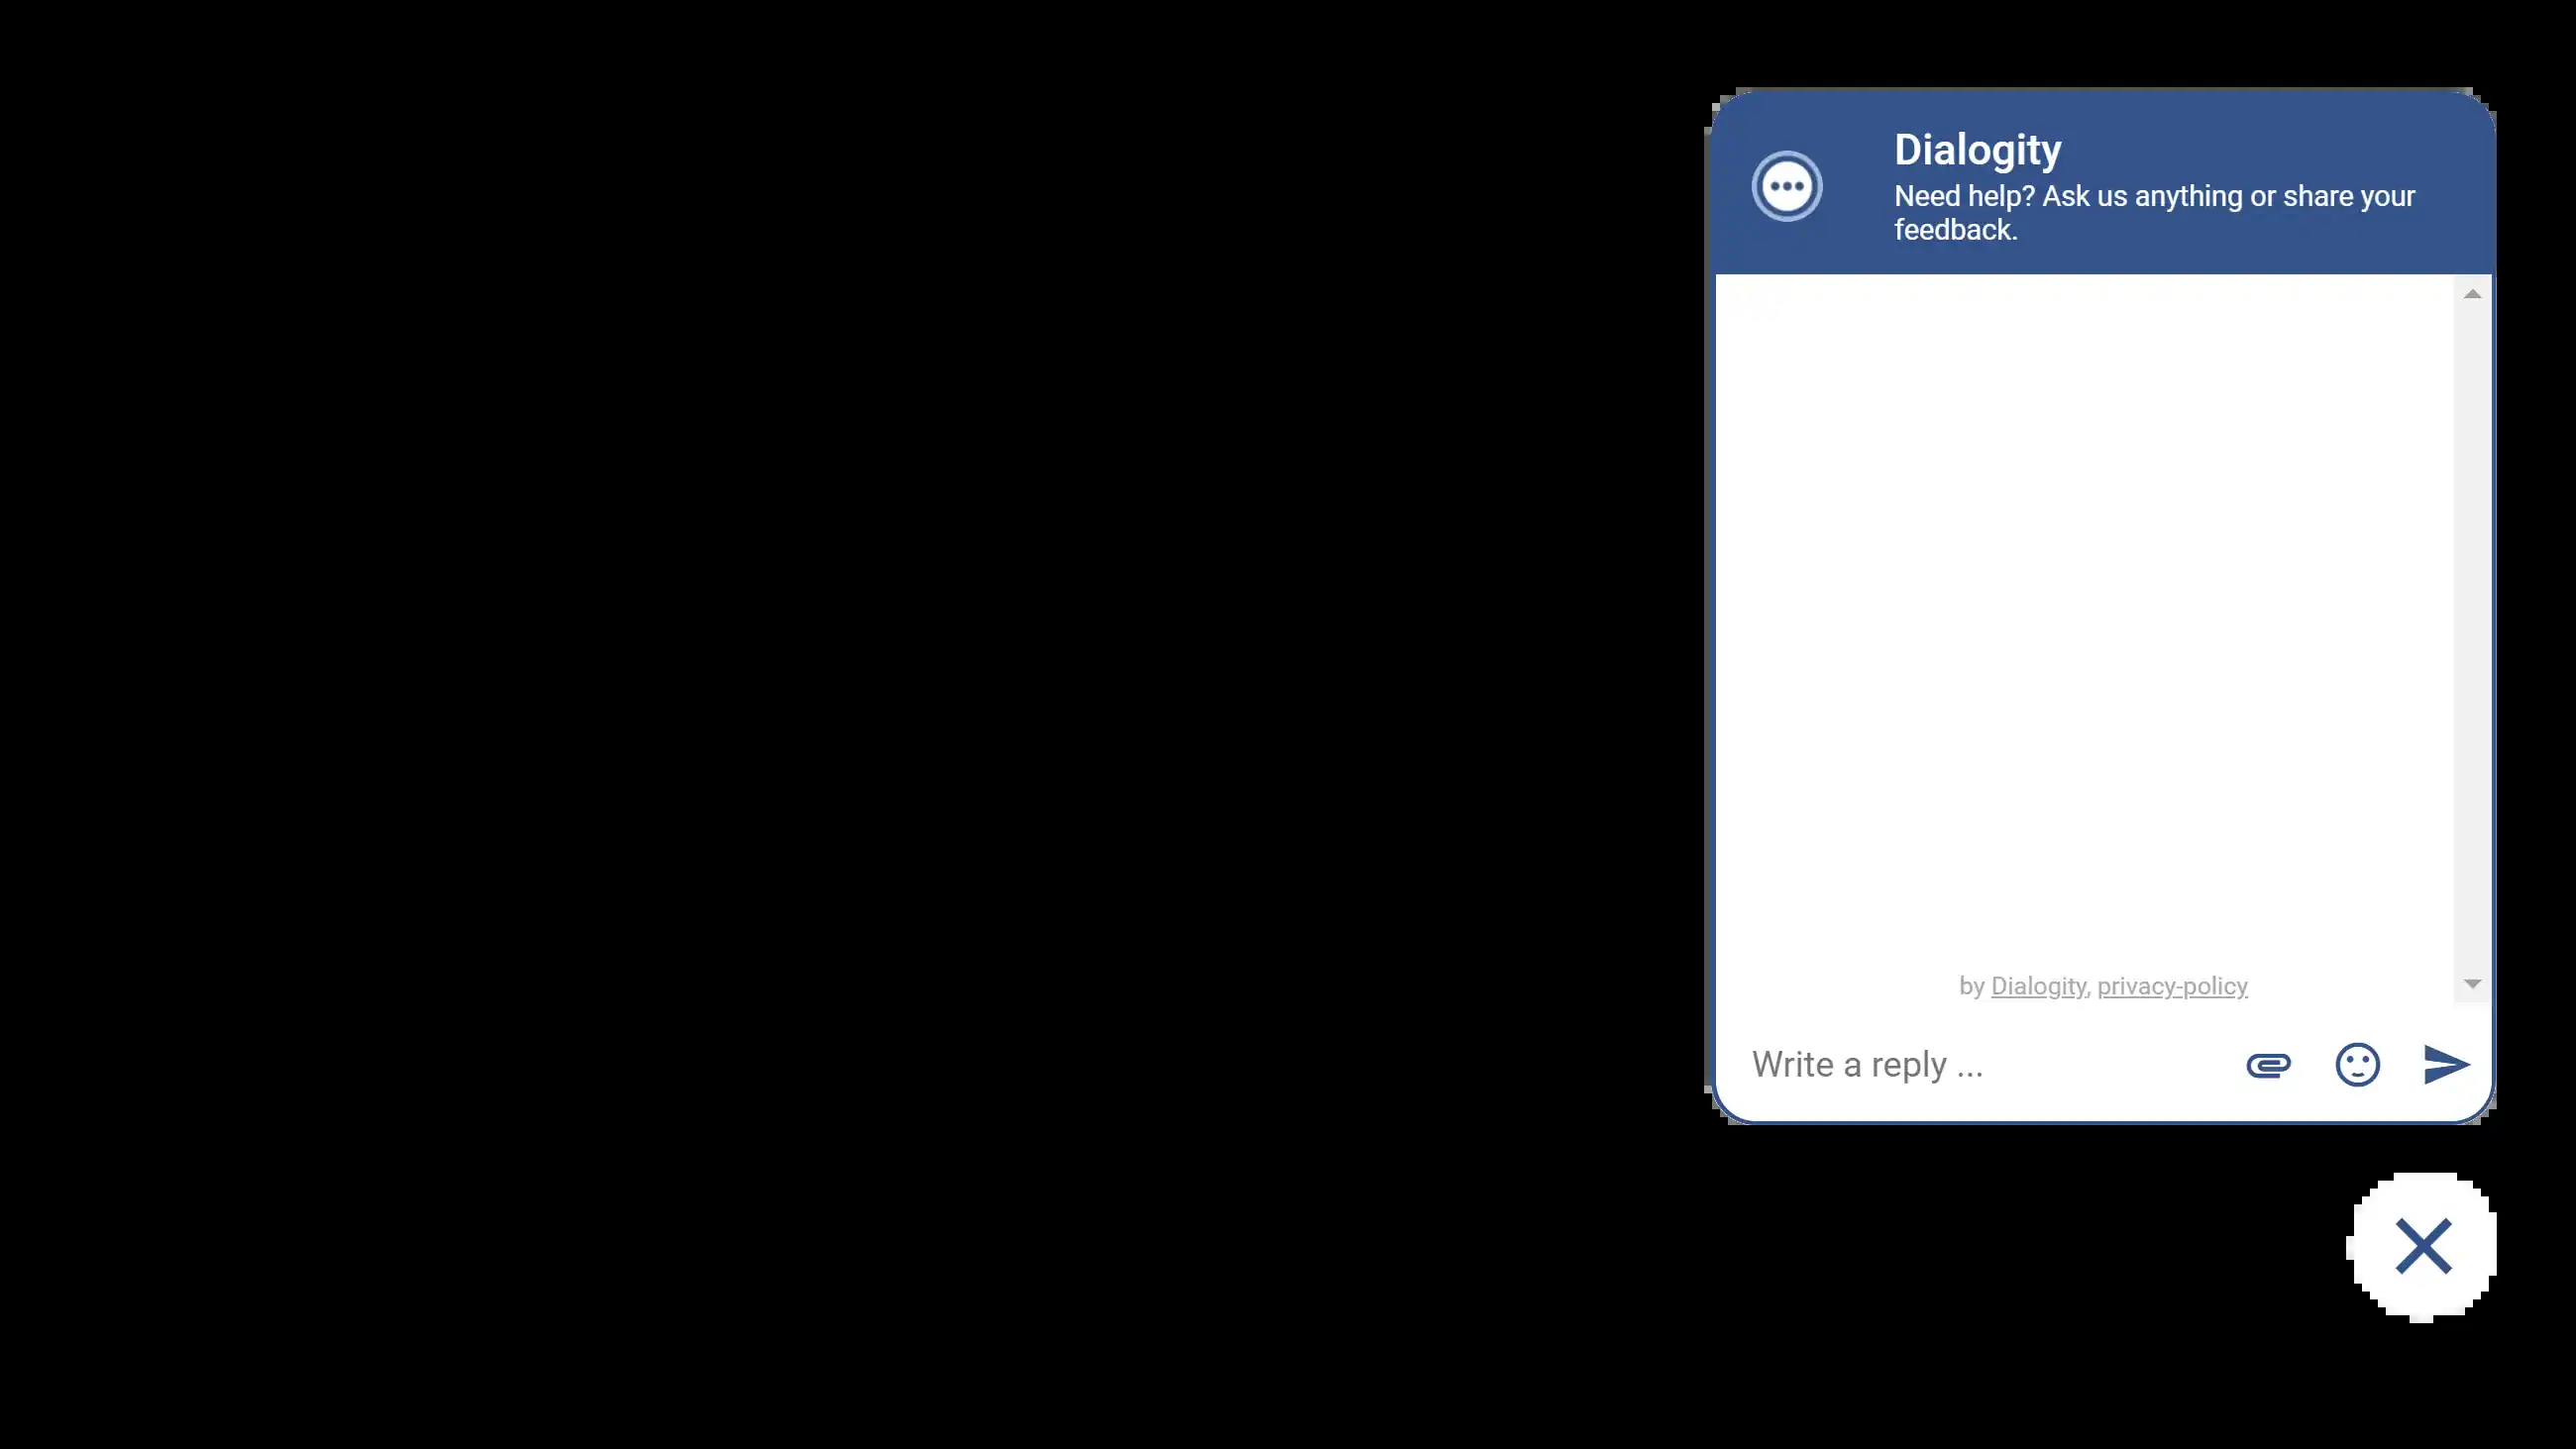 Dialogity
Need help? Ask us anything or share your
feedback.
by Dialogity, privacy-policy
Write a reply ...